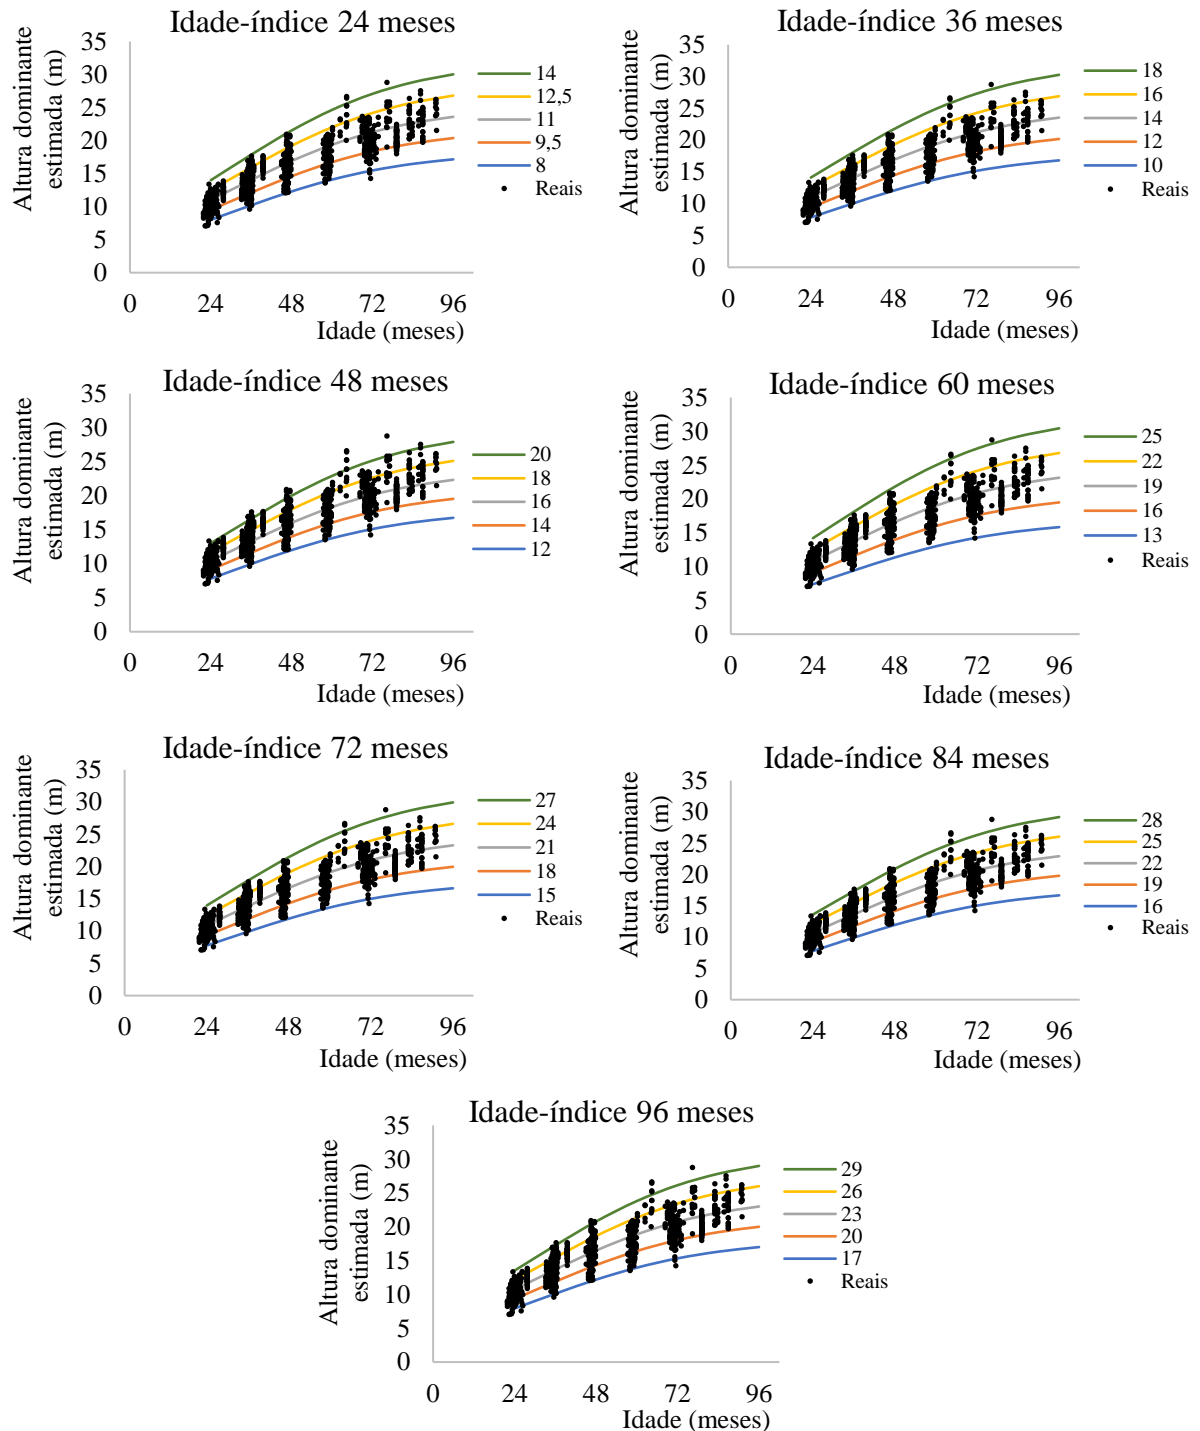 Idade-índice 24 meses
Altura dominante
estimada (m)
35
30
25
20
15
10
5
0
0 24 48 72 96
Idade (meses)
14
12,5
11
9,5
8
Reais
Idade-índice 36 meses
Altura dominante
estimada (m)
35
30
25
20
15
10
5
0
0 24 48 72 96
Idade (meses)
18
16
14
12
10
Reais
Idade-índice 48 meses
Altura dominante
estimada (m)
35
30
25
20
15
10
5
0
0 24 48 72 96
Idade (meses)
20
18
16
14
12
Idade-índice 60 meses
Altura dominante
estimada (m)
35
30
25
20
15
10
5
0
0 24 48 72 96
Idade (meses)
25
22
19
16
13
Reais
Idade-índice 72 meses
Altura dominante
estimada (m)
35
30
25
20
15
10
5
0
0 24 48 72 96
Idade (meses)
27
24
21
18
15
Reais
Idade-índice 84 meses
Altura dominante
estimada (m)
35
30
25
20
15
10
5
0
0 24 48 72 96
Idade (meses)
28
25
22
19
16
Reais
Idade-índice 96 meses
Altura dominante
estimada (m)
35
30
25
20
15
10
5
0
0 24 48 72 96
Idade (meses)
29
26
23
20
17
Reais